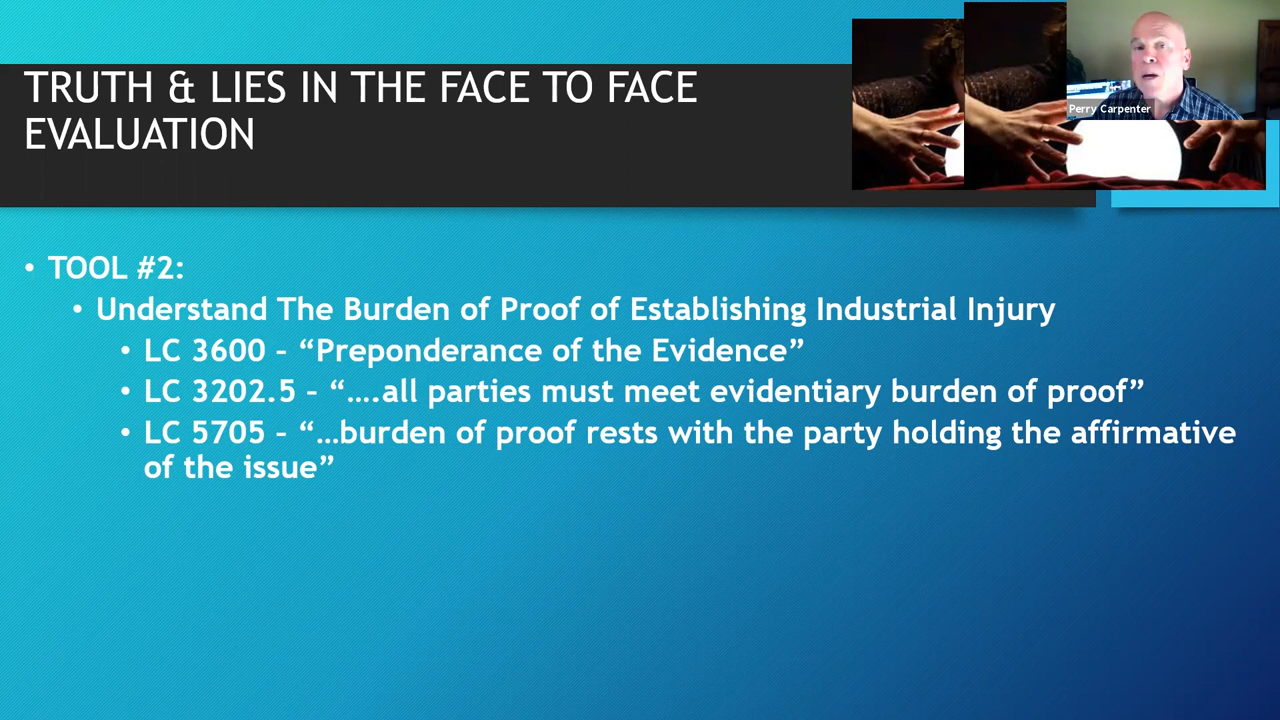 TRUTH & LIES IN THE FACE TO FACE
EVALUATION
Perry Carpenter
• TOOL #2:
• Understand The Burden of Proof of Establishing Industrial Injury
• LC 3600 – “Preponderance of the Evidence”
• LC 3202.5 – “….all parties must meet evidentiary burden of proof”
• LC 5705 – “…burden of proof rests with the party holding the affirmative
of the issue”